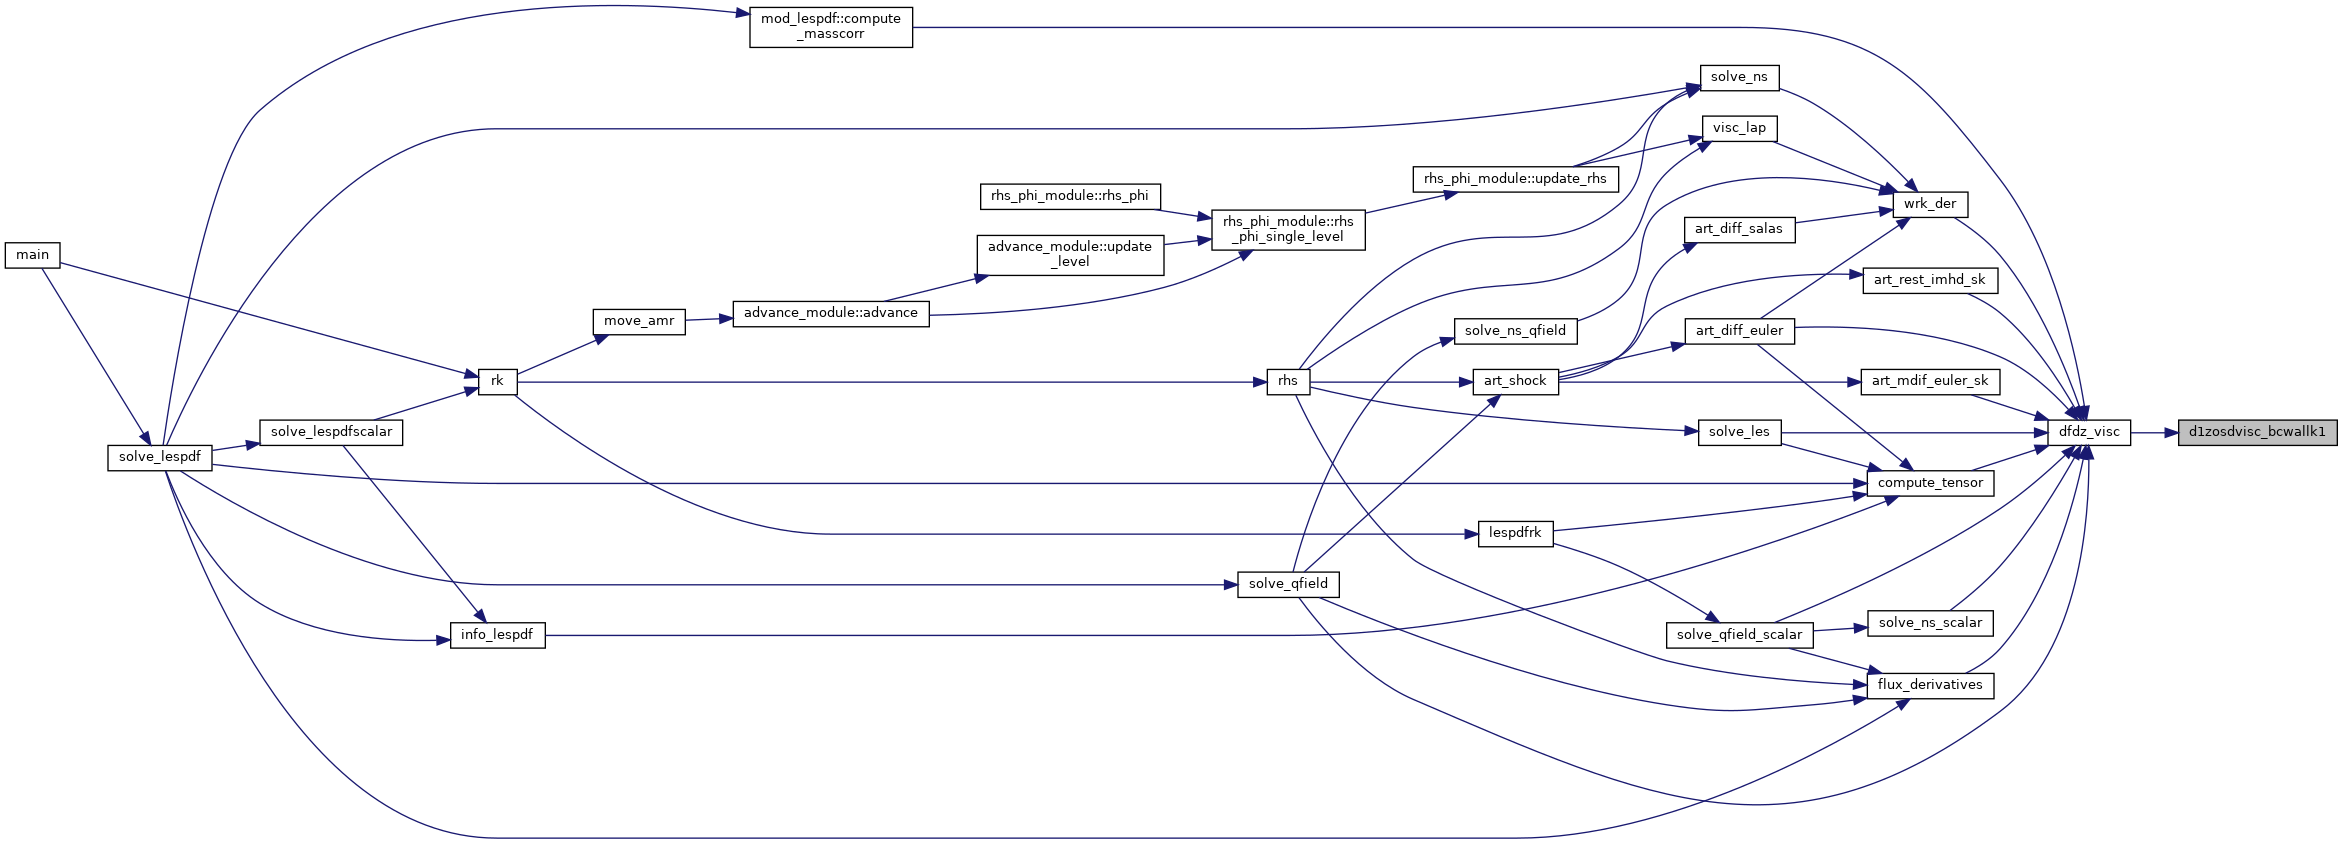 mod_lespdf::compute
_masscorr
solve_ns
visc_lap
rhs_phi_module::update_rhs
rhs_phi_module::rhs_phi
wrk_der
rhs_phi_module::rhs
_phi_single_level
art_diff_salas
advance_module::update
_level
main
art_rest_imhd_sk
advance_module::advance
move_amr
solve_ns_qfield
art_diff_euler
rk
rhs
art_shock
art_mdif_euler_sk
solve_lespdfscalar
solve_les
dfdz_visc
d1zosdvisc_bcwallk1
solve_lespdf
compute_tensor
lespdfrk
solve_qfield
solve_ns_scalar
info_lespdf
solve_qfield_scalar
flux_derivatives